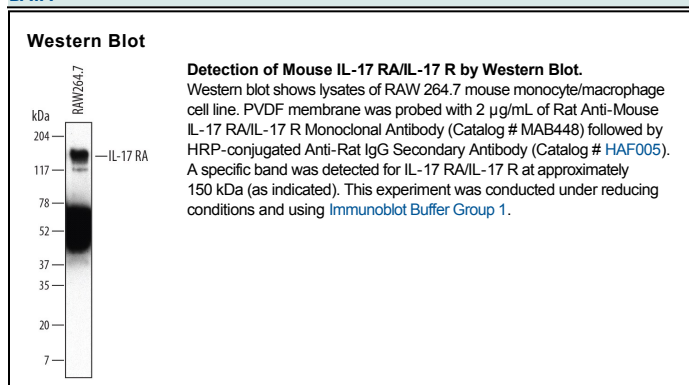 Western Blot
RAW264.7
kDa
204
IL-17 RA
117
78
52
37
35
20
7
Detection of Mouse IL-17 RA/IL-17 R by Western Blot.
Western blot shows lysates of RAW 264.7 mouse monocyte/macrophage
cell line. PVDF membrane was probed with 2 µg/mL of Rat Anti-Mouse
IL-17 RA/IL-17 R Monoclonal Antibody (Catalog # MAB448) followed by
HRP-conjugated Anti-Rat IgG Secondary Antibody (Catalog # HAF005).
A specific band was detected for IL-17 RA/IL-17 R at approximately
150 kDa (as indicated). This experiment was conducted under reducing
conditions and using Immunoblot Buffer Group 1.